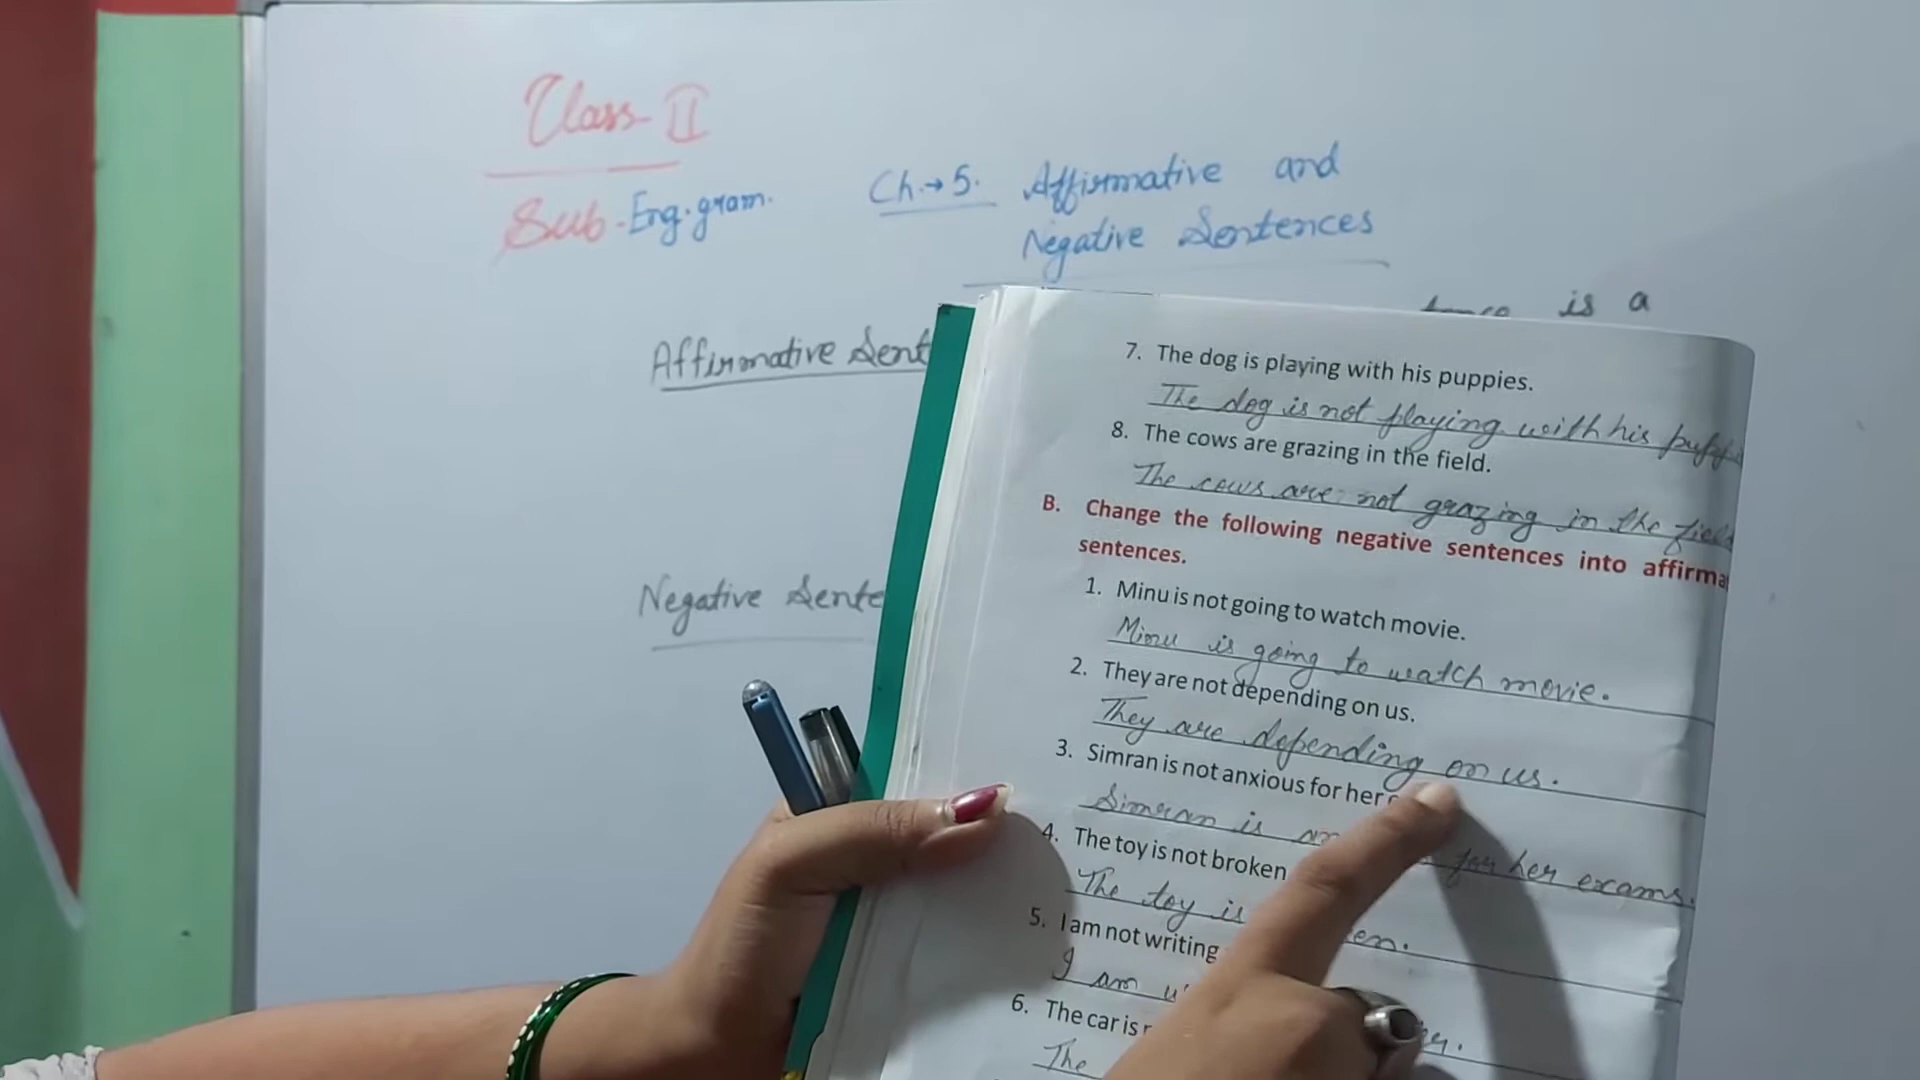 Class-II
Sub-Eng.gram.
Ch.→5. Affirmative and
Negative Sentences
is a
Affirmative Sent
Negative Sente
7. The dog is playing with his puppies.
The dog is not playing with his
8. The cows are grazing in the field.
The cows are not grazing in the
B. Change the following negative sentences into affirma
sentences.
1. Minu is not going to watch movie.
Minu is going to watch movie.
2. They are not depending on us.
They are depending on us.
3. Simran is not anxious for her
Simran is for her exams.
4. The toy is not broken
The toy is
5. I am not writing
I am
6. The car is
The